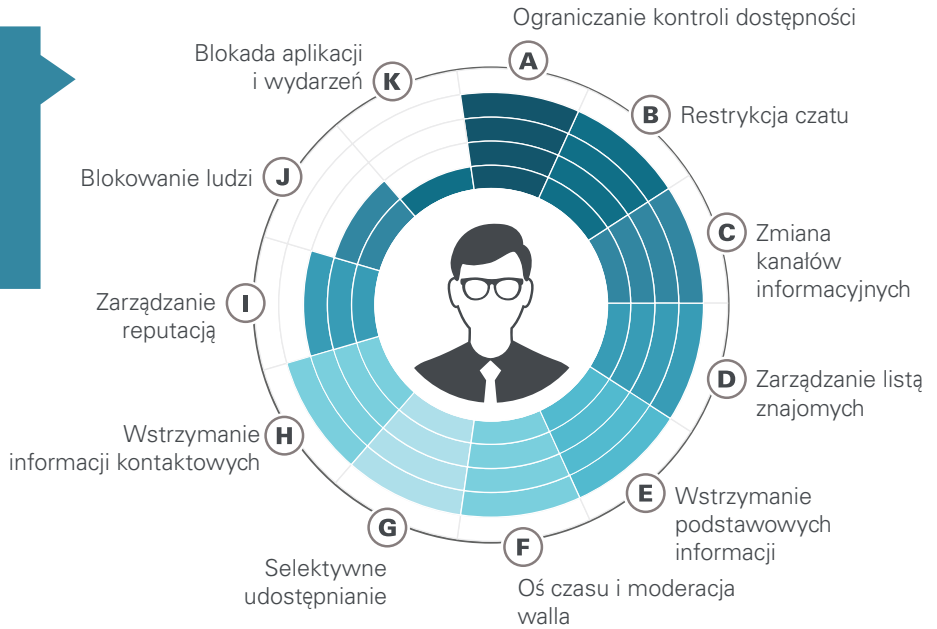 Ograniczanie kontroli dostępności
A
B
Restrykcja czatu
C
Zmiana
kanałów
informacyjnych
D
Zarządzanie listą
znajomych
E
Wstrzymanie
podstawowych
informacji
F
Oś czasu i moderacja
walla
G
Selektywne
udostępnianie
H
Wstrzymanie
informacji kontaktowych
I
Zarządzanie
reputacją
J
Blokowanie ludzi
K
Blokada aplikacji
i wydarzeń